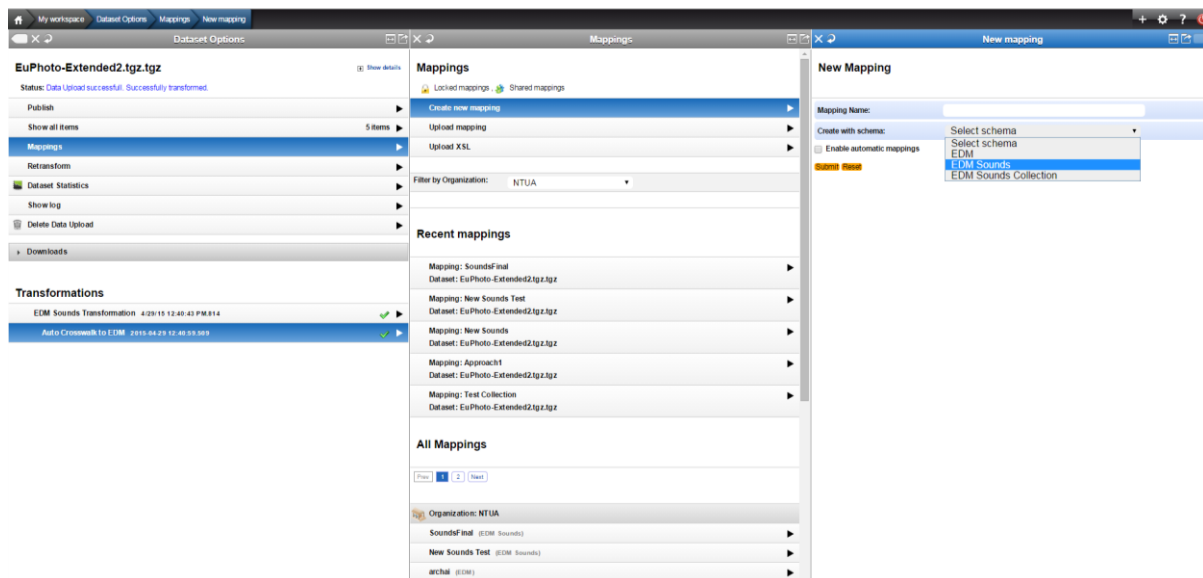 My workspace Dataset Options Mappings New mapping
Dataset Options
EuPhoto-Extended2.tgz.tgz
Show details
Status: Data Upload successfull. Successfully transformed.
Publish
Show all items 5 items
Mappings
Retransform
Dataset Statistics
Show log
Delete Data Upload
Downloads
Transformations
EDM Sounds Transformation 4/29/15 12:40:43 PM.814
Auto Crosswalk to EDM 2015-04-29 12:40:59.509
Mappings
Mappings
Locked mappings , Shared mappings
Create new mapping
Upload mapping
Upload XSL
Filter by Organization: NTUA
Recent mappings
Mapping: SoundsFinal
Dataset: EuPhoto-Extended2.tgz.tgz
Mapping: New Sounds Test
Dataset: EuPhoto-Extended2.tgz.tgz
Mapping: New Sounds
Dataset: EuPhoto-Extended2.tgz.tgz
Mapping: Approach1
Dataset: EuPhoto-Extended2.tgz.tgz
Mapping: Test Collection
Dataset: EuPhoto-Extended2.tgz.tgz
All Mappings
Prev 1 2 Next
Organization: NTUA
SoundsFinal (EDM Sounds)
New Sounds Test (EDM Sounds)
archai (EDM)
New mapping
New Mapping
Mapping Name:
Create with schema: Select schema
Select schema
EDM
EDM Sounds
EDM Sounds Collection
Enable automatic mappings
Submit Reset